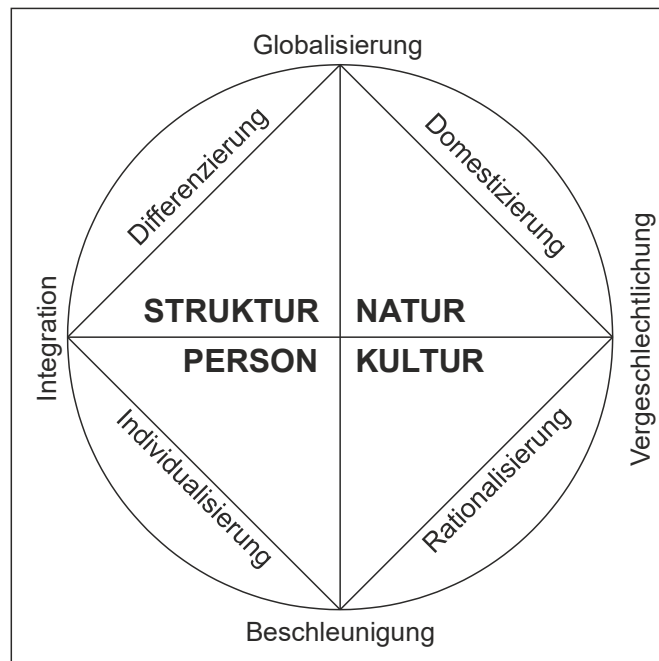 Globalisierung
Differenzierung
Domestizierung
Integration
STRUKTUR
NATUR
Vergeschlechtlichung
PERSON
KULTUR
Individualisierung
Rationalisierung
Beschleunigung